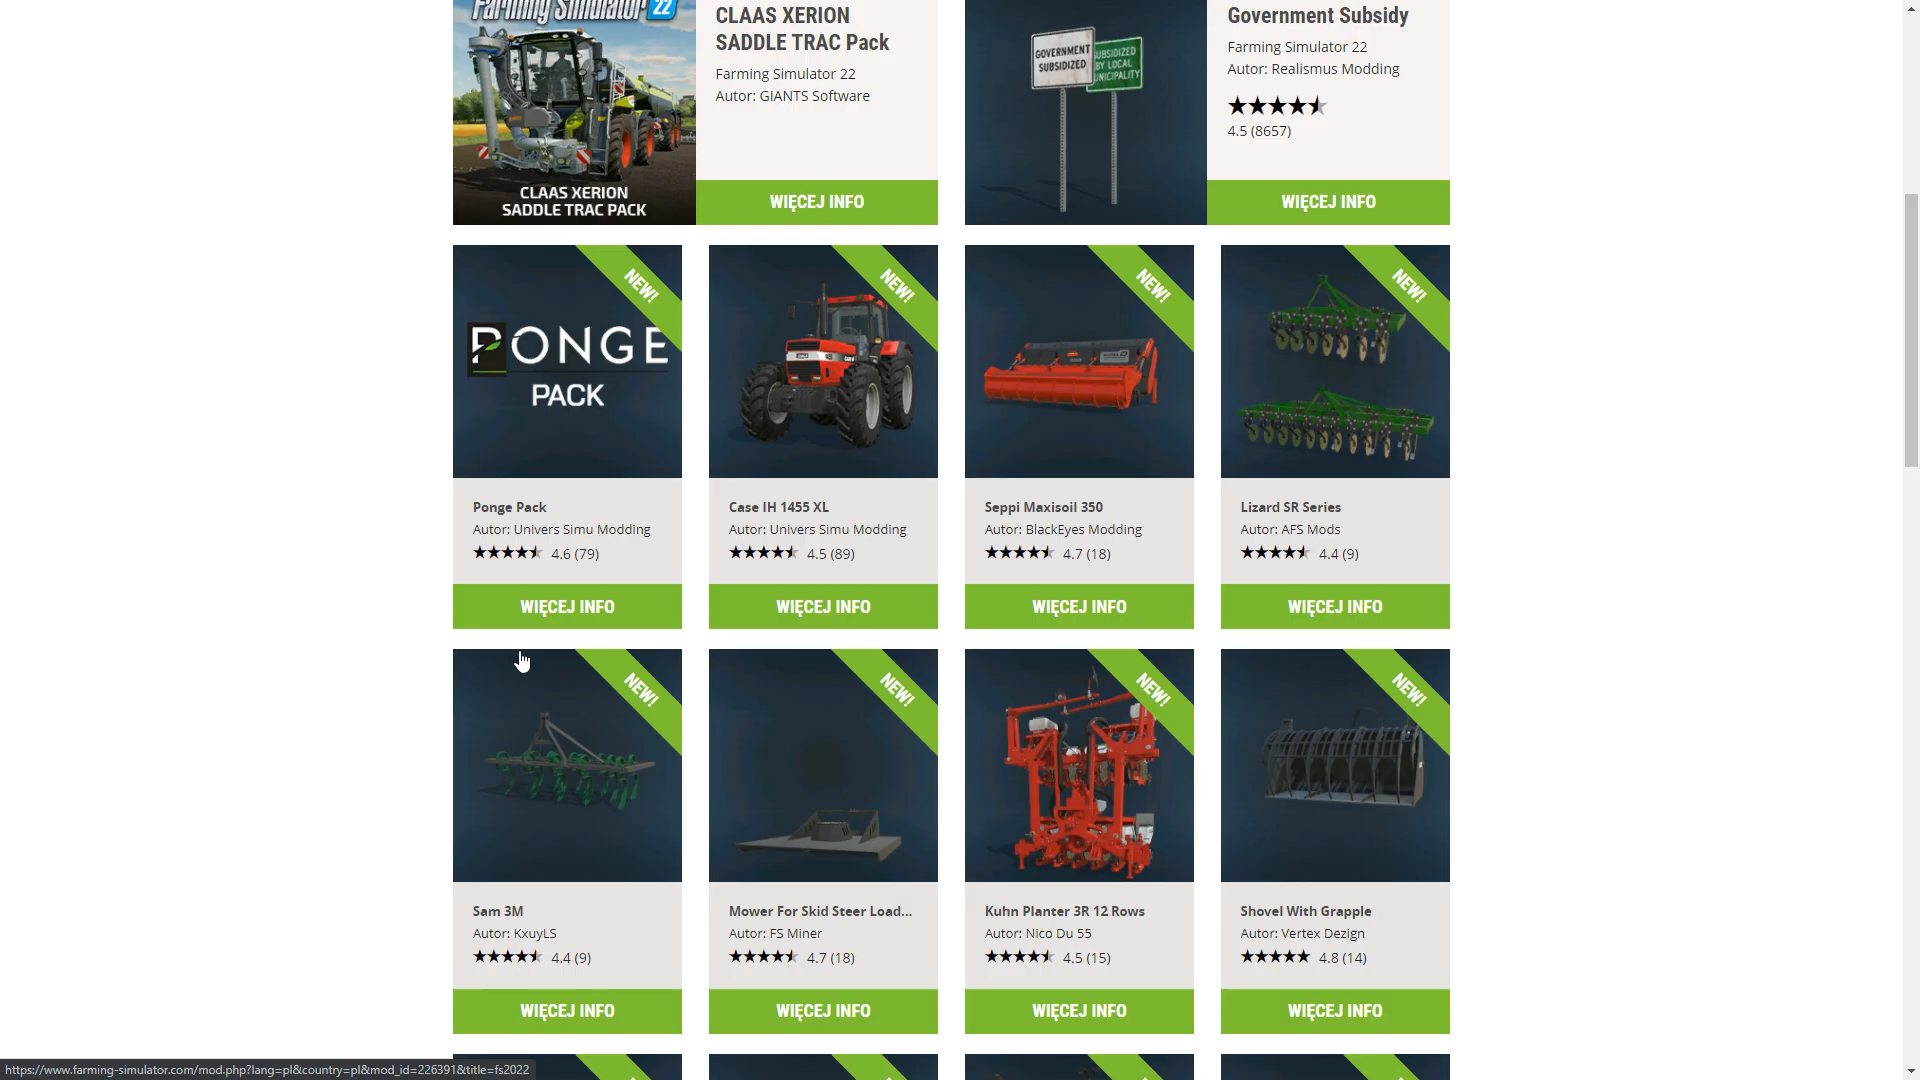 Farming Simulator 22
CLAAS XERION
SADDLE TRAC PACK
CLAAS XERION
SADDLE TRAC Pack
Farming Simulator 22
Autor: GIANTS Software
WIĘCEJ INFO
GOVERNMENT
SUBSIDIZED
SUBSIDIZED
BY LOCAL
MUNICIPALITY
Government Subsidy
Farming Simulator 22
Autor: Realismus Modding
4.5 (8657)
WIĘCEJ INFO
NEW!
PONGE
PACK
Ponge Pack
Autor: Univers Simu Modding
4.6 (79)
WIĘCEJ INFO
NEW!
Case IH 1455 XL
Autor: Univers Simu Modding
4.5 (89)
WIĘCEJ INFO
NEW!
Seppi Maxisoil 350
Autor: BlackEyes Modding
4.7 (18)
WIĘCEJ INFO
NEW!
Lizard SR Series
Autor: AFS Mods
4.4 (9)
WIĘCEJ INFO
NEW!
Sam 3M
Autor: KxuyLS
4.4 (9)
WIĘCEJ INFO
NEW!
Mower For Skid Steer Load...
Autor: FS Miner
4.7 (18)
WIĘCEJ INFO
NEW!
Kuhn Planter 3R 12 Rows
Autor: Nico Du 55
4.5 (15)
WIĘCEJ INFO
NEW!
Shovel With Grapple
Autor: Vertex Dezign
4.8 (14)
WIĘCEJ INFO
https://www.farming-simulator.com/mod.php?lang=pl&country=pl&mod_id=226391&title=fs2022